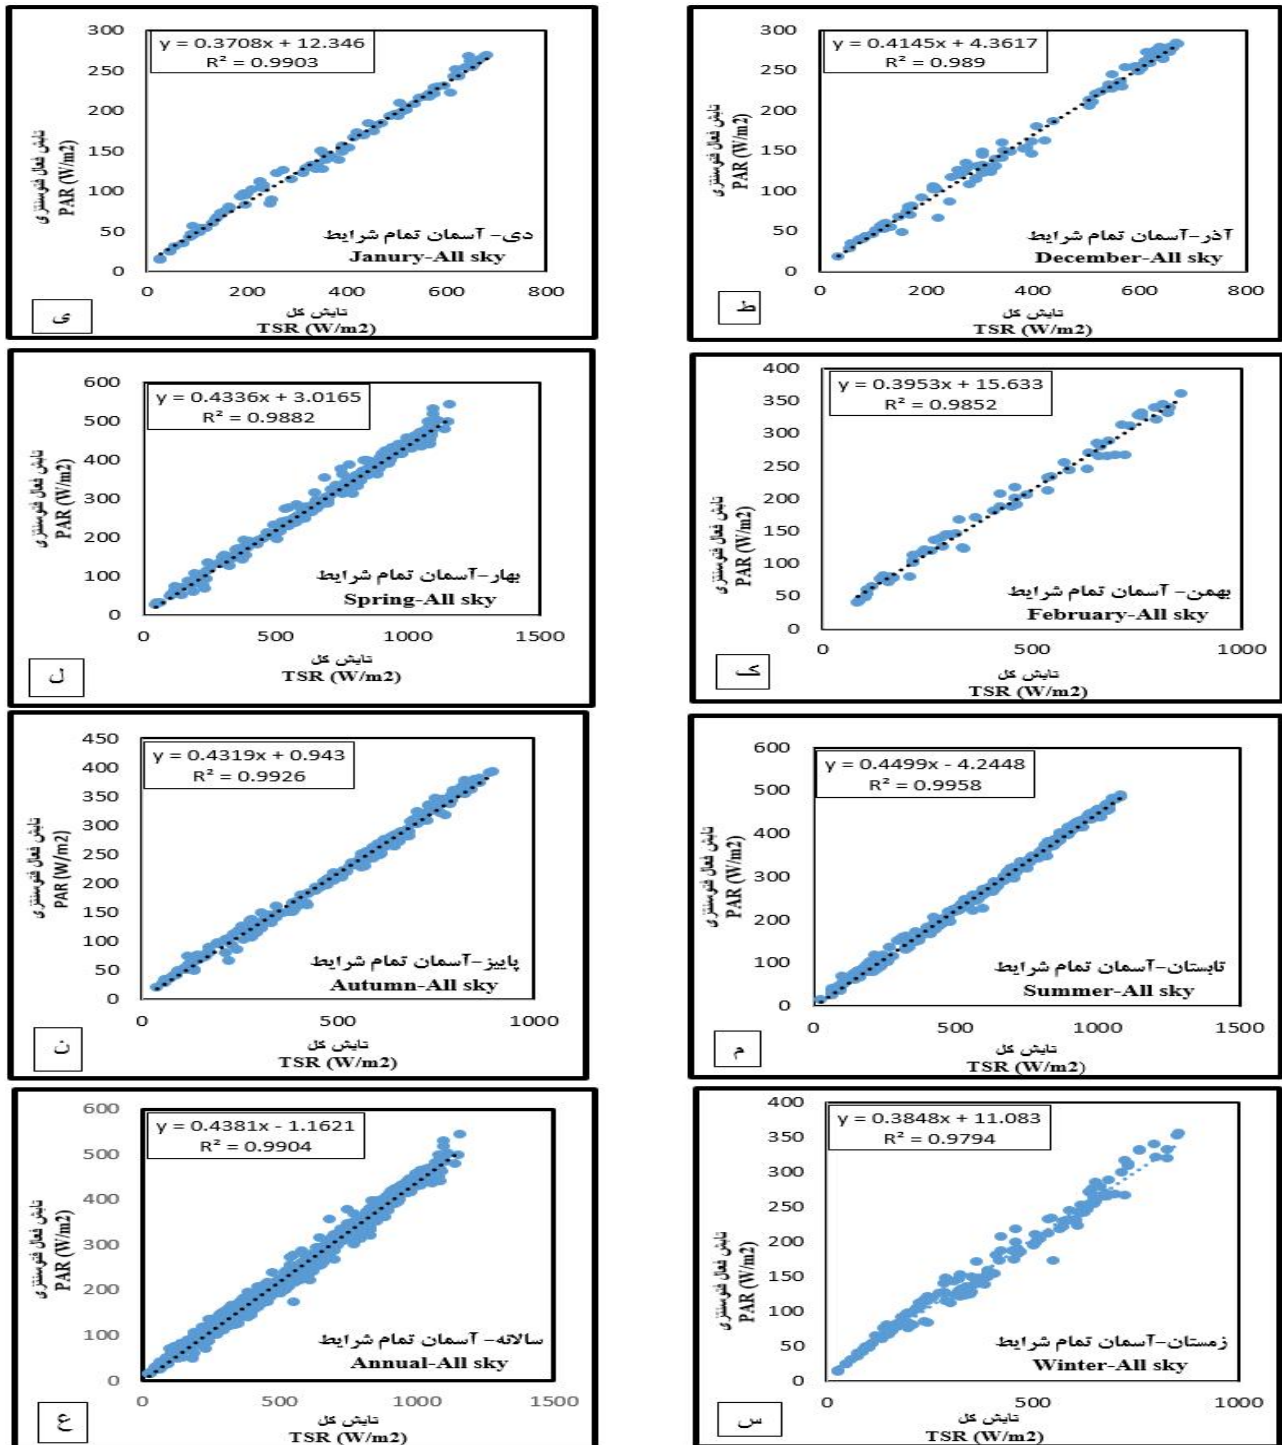 300
250
200
150
100
50
0
y = 0.4145x + 4.3617
R² = 0.989
تابش فعال فتوسنتزی
PAR (W/m2)
آذر-آسمان تمام شرایط
December-All sky
0 200 400 600 800
تابش کل
TSR (W/m2)
ط
300
250
200
150
100
50
0
y = 0.3708x + 12.346
R² = 0.9903
تابش فعال فتوسنتزی
PAR (W/m2)
دی- آسمان تمام شرایط
Janury-All sky
0 200 400 600 800
تابش کل
TSR (W/m2)
ی
400
350
300
250
200
150
100
50
0
y = 0.3953x + 15.633
R² = 0.9852
تابش فعال فتوسنتزی
PAR (W/m2)
بهمن- آسمان تمام شرایط
February-All sky
0 500 1000
تابش کل
TSR (W/m2)
ک
600
500
400
300
200
100
0
y = 0.4336x + 3.0165
R² = 0.9882
تابش فعال فتوسنتزی
PAR (W/m2)
بهار-آسمان تمام شرایط
Spring-All sky
0 500 1000 1500
تابش کل
TSR (W/m2)
ل
600
500
400
300
200
100
0
y = 0.4499x - 4.2448
R² = 0.9958
تابش فعال فتوسنتزی
PAR (W/m2)
تابستان-آسمان تمام شرایط
Summer-All sky
0 500 1000 1500
تابش کل
TSR (W/m2)
م
450
400
350
300
250
200
150
100
50
0
y = 0.4319x + 0.943
R² = 0.9926
تابش فعال فتوسنتزی
PAR (W/m2)
پاییز-آسمان تمام شرایط
Autumn-All sky
0 500 1000
تابش کل
TSR (W/m2)
ن
400
350
300
250
200
150
100
50
0
y = 0.3848x + 11.083
R² = 0.9794
تابش فعال فتوسنتزی
PAR (W/m2)
زمستان-آسمان تمام شرایط
Winter-All sky
0 500 1000
تابش کل
TSR (W/m2)
س
600
500
400
300
200
100
0
y = 0.4381x - 1.1621
R² = 0.9904
تابش فعال فتوسنتزی
PAR (W/m2)
سالانه- آسمان تمام شرایط
Annual-All sky
0 500 1000 1500
تابش کل
TSR (W/m2)
ع